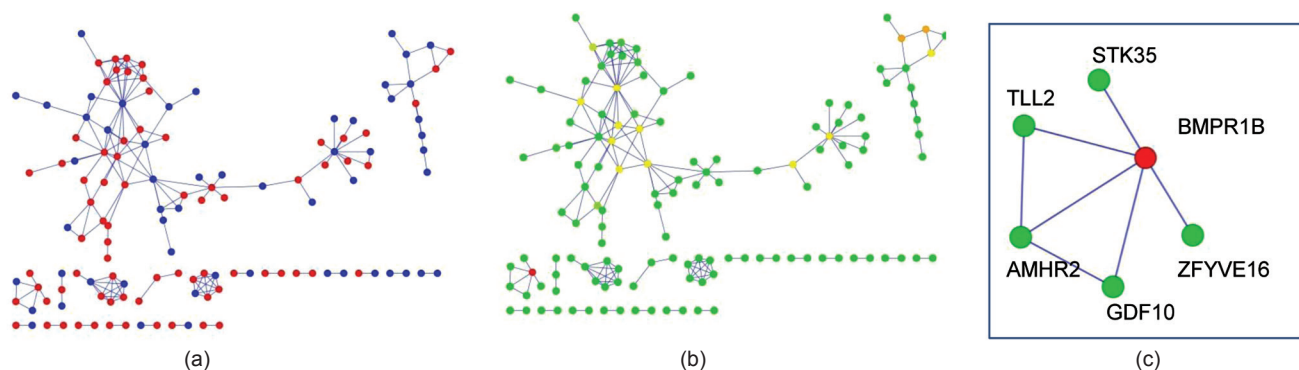 STK35
TLL2
BMPR1B
AMHR2
ZFYVE16
GDF10
(a)
(b)
(c)